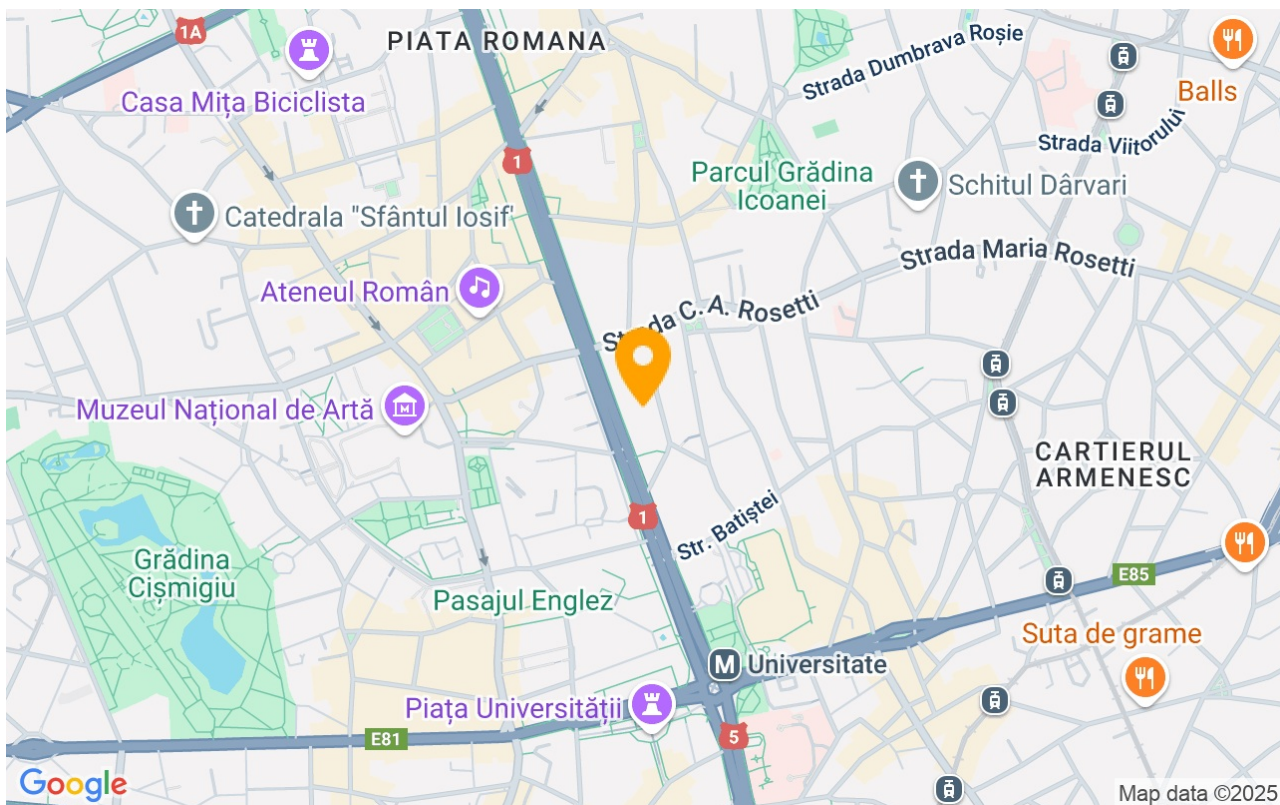 1A
PIATA ROMANA
Strada Dumbrava Roșie
Balls
Casa Mița Biciclista
Strada Viitorului
1
Parcul Grădina
Icoanei
Schitul Dârvari
Catedrala "Sfântul Iosif'
Strada Maria Rosetti
Ateneul Român
Strada C. A. Rosetti
Muzeul Național de Artă
M
CARTIERUL
ARMENESC
1
Str. Batiștei
Grădina
Cișmigiu
E85
Pasajul Englez
Suta de grame
M Universitate
Piața Universității
E81
5
Google
Map data ©2025